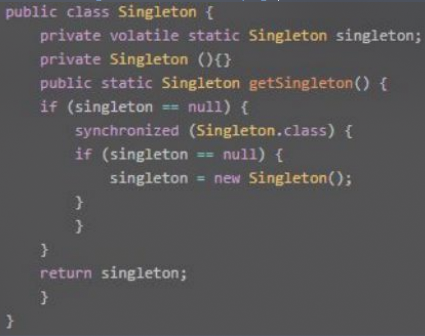 public class Singleton {
    private volatile static Singleton singleton;
    private Singleton (){}
    public static Singleton getSingleton() {
    if (singleton == null) {
        synchronized (Singleton.class) {
        if (singleton == null) {
            singleton = new Singleton();
        }
        }
    }
    return singleton;
    }
}